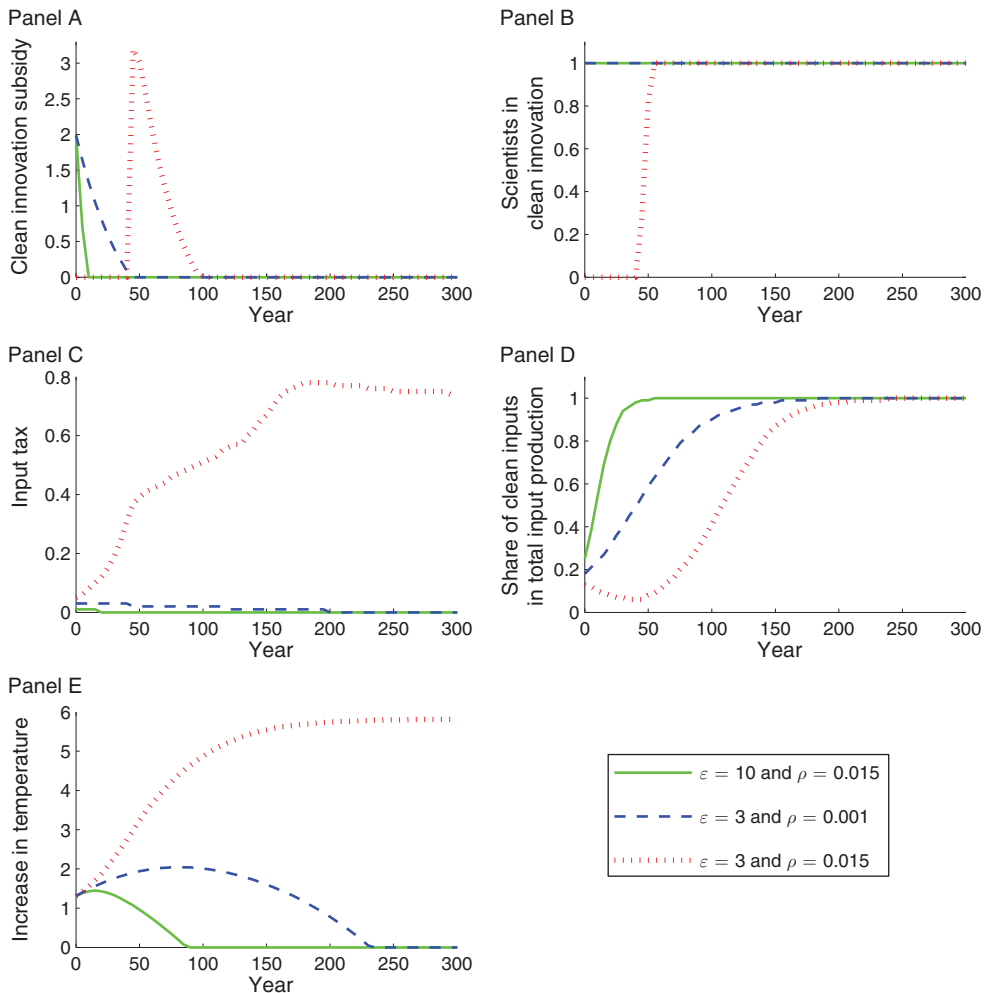 Panel A
Clean innovation subsidy
3
2.5
2
1.5
1
0.5
0
0 50 100 150 200 250 300
Year
Panel B
Scientists in
clean innovation
1
0.8
0.6
0.4
0.2
0
0 50 100 150 200 250 300
Year
Panel C
Input tax
0.8
0.6
0.4
0.2
0
0 50 100 150 200 250 300
Year
Panel D
Share of clean inputs
in total input production
1
0.8
0.6
0.4
0.2
0
0 50 100 150 200 250 300
Year
Panel E
Increase in temperature
6
5
4
3
2
1
0
0 50 100 150 200 250 300
Year
ε = 10 and ρ = 0.015
ε = 3 and ρ = 0.001
ε = 3 and ρ = 0.015